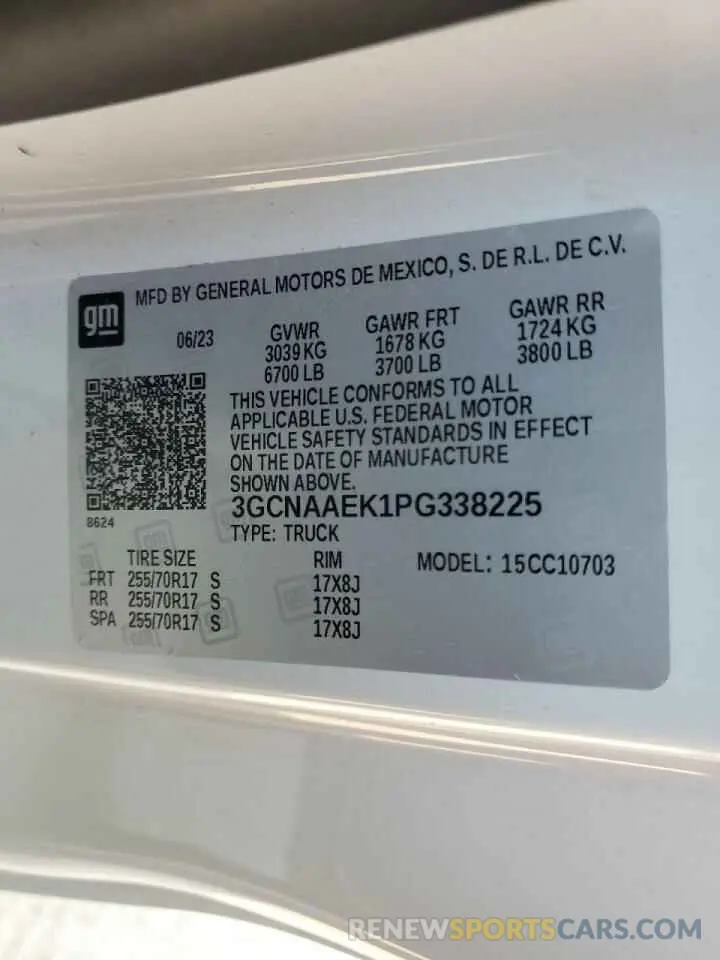 gm
MFD BY GENERAL MOTORS DE MEXICO, S. DE R.L. DE C.V.
06/23 GVWR GAWR FRT GAWR RR
3039 KG 1678 KG 1724 KG
6700 LB 3700 LB 3800 LB
THIS VEHICLE CONFORMS TO ALL
APPLICABLE U.S. FEDERAL MOTOR
VEHICLE SAFETY STANDARDS IN EFFECT
ON THE DATE OF MANUFACTURE
SHOWN ABOVE.
8624
3GCNAAEK1PG338225
TYPE: TRUCK
TIRE SIZE RIM MODEL: 15CC10703
FRT 255/70R17 S 17X8J
RR 255/70R17 S 17X8J
SPA 255/70R17 S 17X8J
RENEWSPORTSCARS.COM